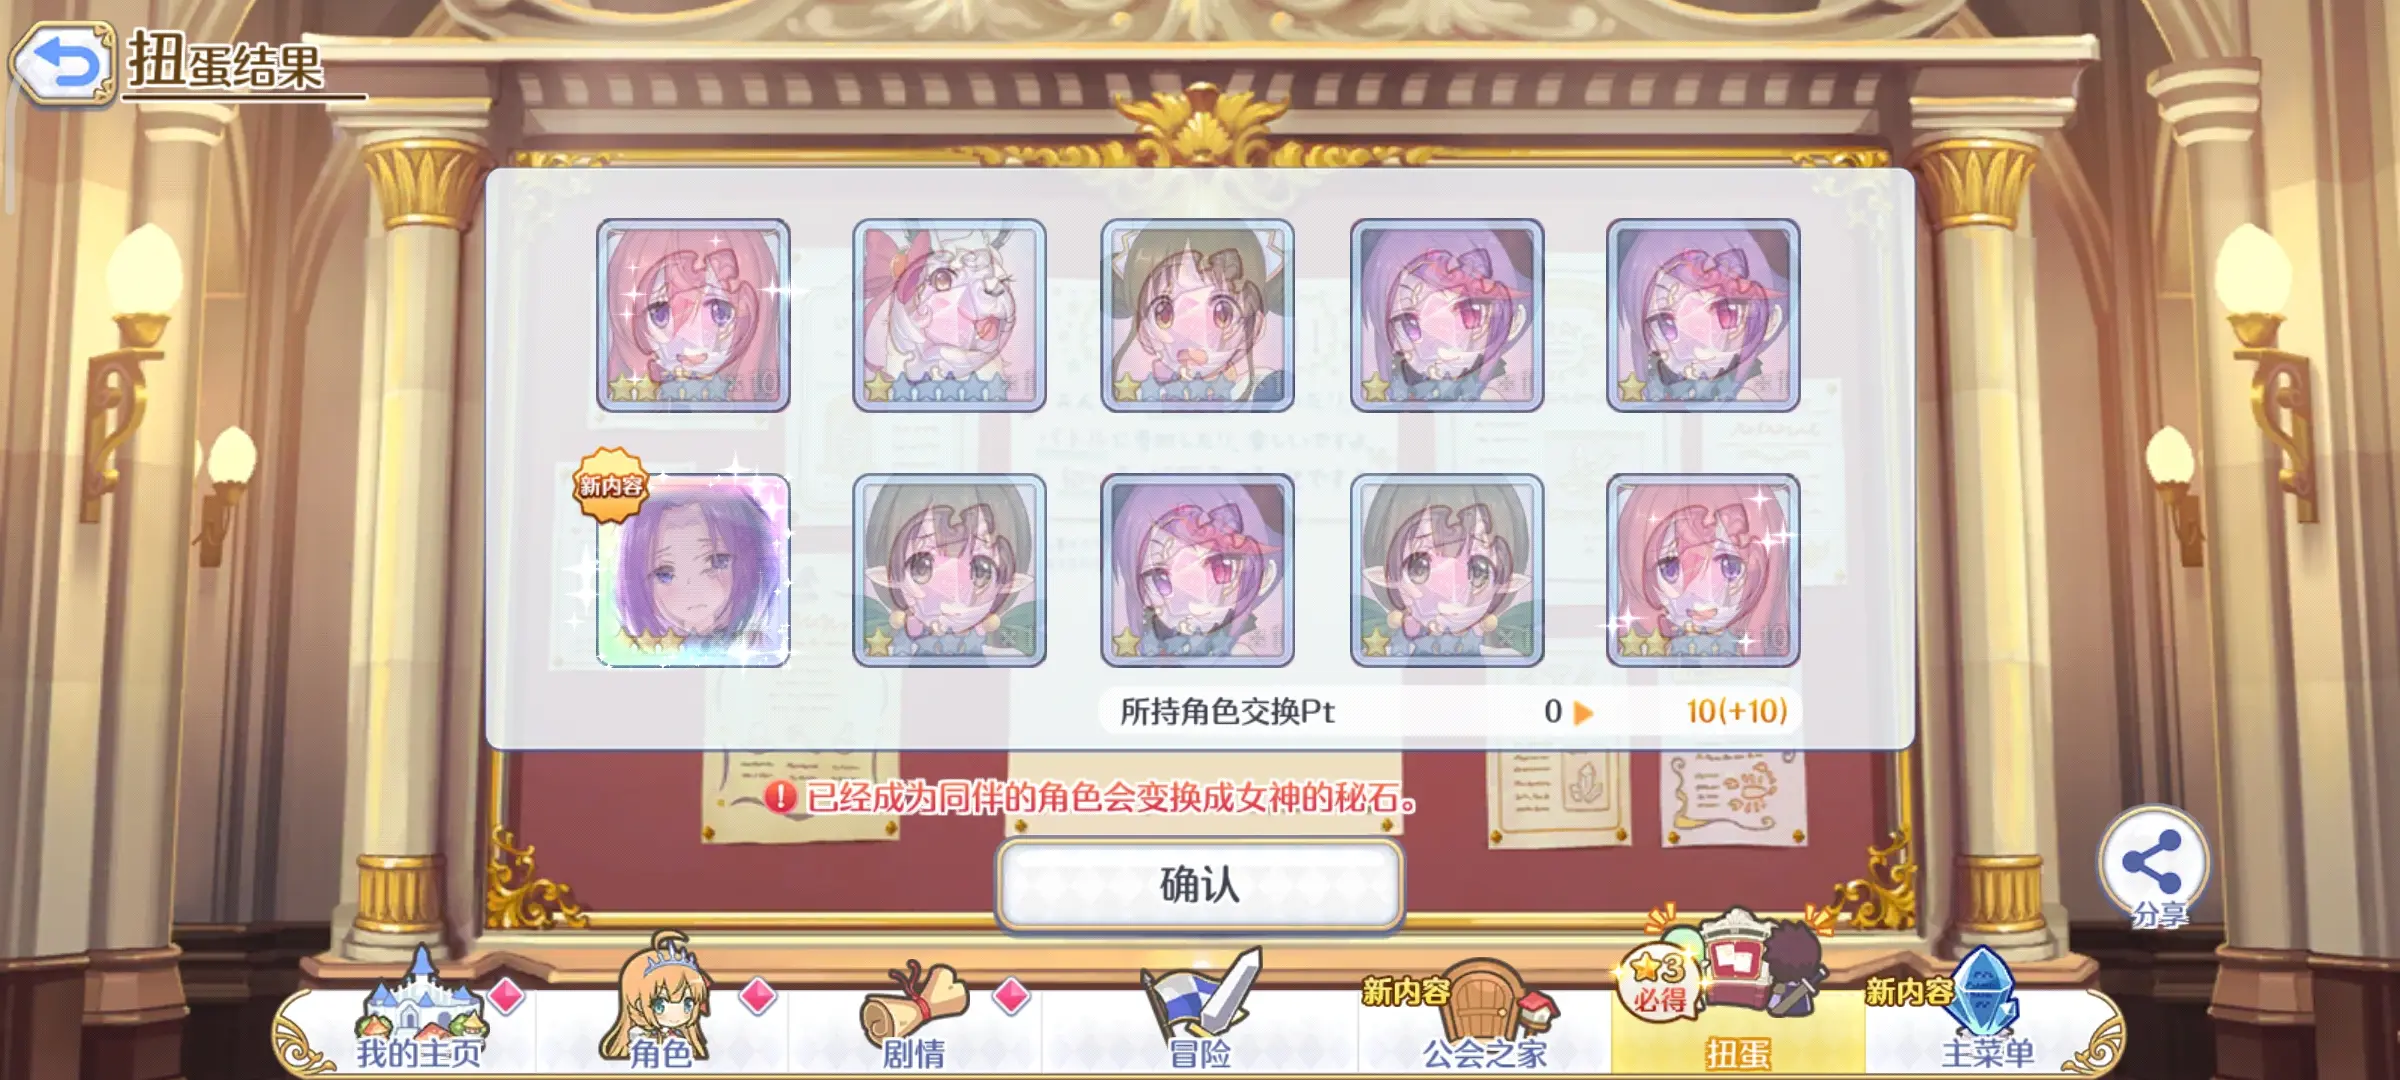 扭蛋结果
新内容
所持角色交换Pt 0 10(+10)
已经成为同伴的角色会变换成女神的秘石。
确认
分享
我的主页
角色
剧情
冒险
新内容
公会之家
3
必得
扭蛋
新内容
主菜单